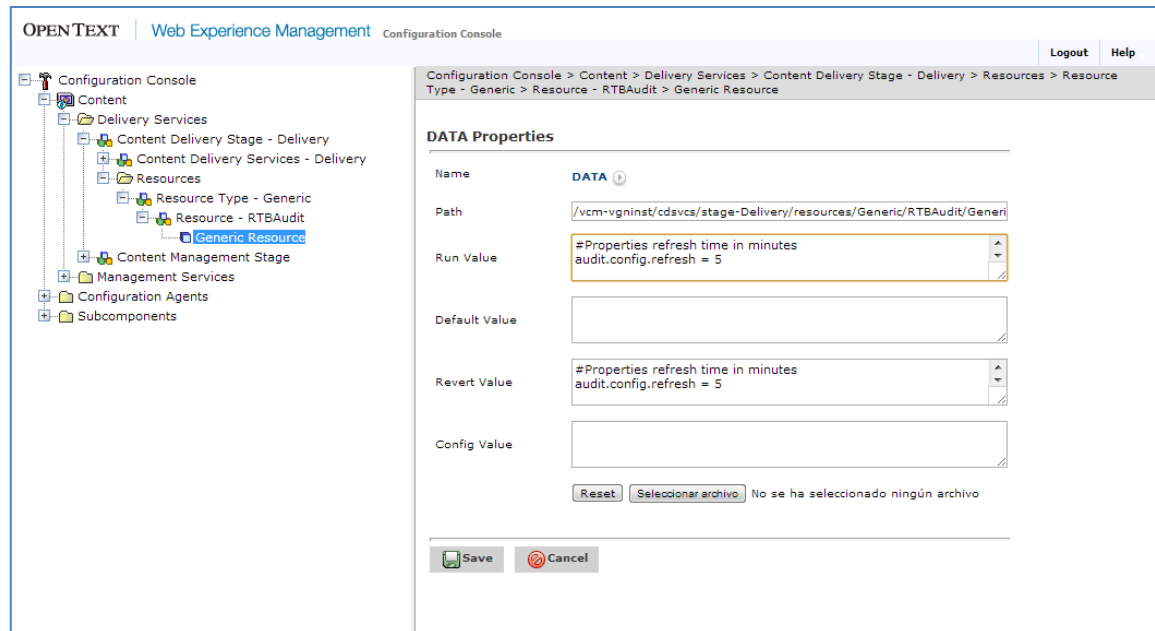 OPENTEXT | Web Experience Management Configuration Console
Logout Help
Configuration Console
Content
Delivery Services
Content Delivery Stage - Delivery
Content Delivery Services - Delivery
Resources
Resource Type - Generic
Resource - RTBAudit
Generic Resource
Content Management Stage
Management Services
Configuration Agents
Subcomponents
Configuration Console > Content > Delivery Services > Content Delivery Stage - Delivery > Resources > Resource
Type - Generic > Resource - RTBAudit > Generic Resource
DATA Properties
Name DATA
Path /vcm-vgninst/cdsvcs/stage-Delivery/resources/Generic/RTBAudit/Generi
Run Value
#Properties refresh time in minutes
audit.config.refresh = 5
Default Value
Revert Value
#Properties refresh time in minutes
audit.config.refresh = 5
Config Value
Reset Seleccionar archivo No se ha seleccionado ningún archivo
Save Cancel